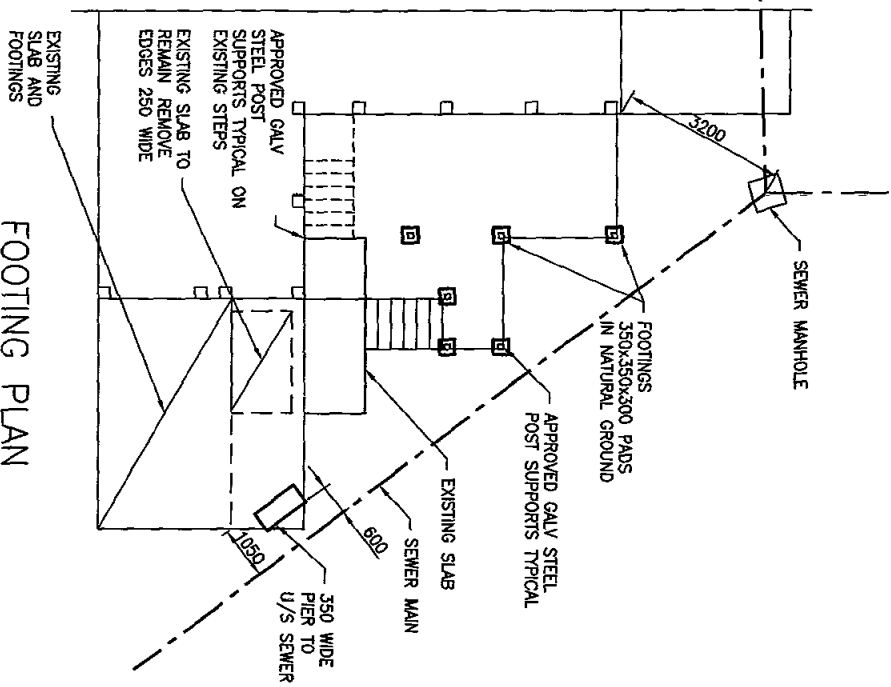 3200
SEWER MANHOLE
FOOTINGS
350x350x300 PADS
IN NATURAL GROUND
APPROVED GALV STEEL
POST SUPPORTS TYPICAL
APPROVED GALV
STEEL POST
SUPPORTS TYPICAL ON
EXISTING STEPS
EXISTING SLAB TO
REMAIN REMOVE
EDGES 250 WIDE
EXISTING
SLAB AND
FOOTINGS
EXISTING SLAB
SEWER MAIN
600
1050
350 WIDE
PIER TO
U/S SEWER
FOOTING PLAN